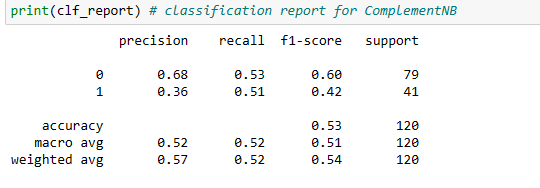 print(clf_report) # classification report for ComplementNB
precision recall f1-score support
0 0.68 0.53 0.60 79
1 0.36 0.51 0.42 41
accuracy 0.53 120
macro avg 0.52 0.52 0.51 120
weighted avg 0.57 0.52 0.54 120